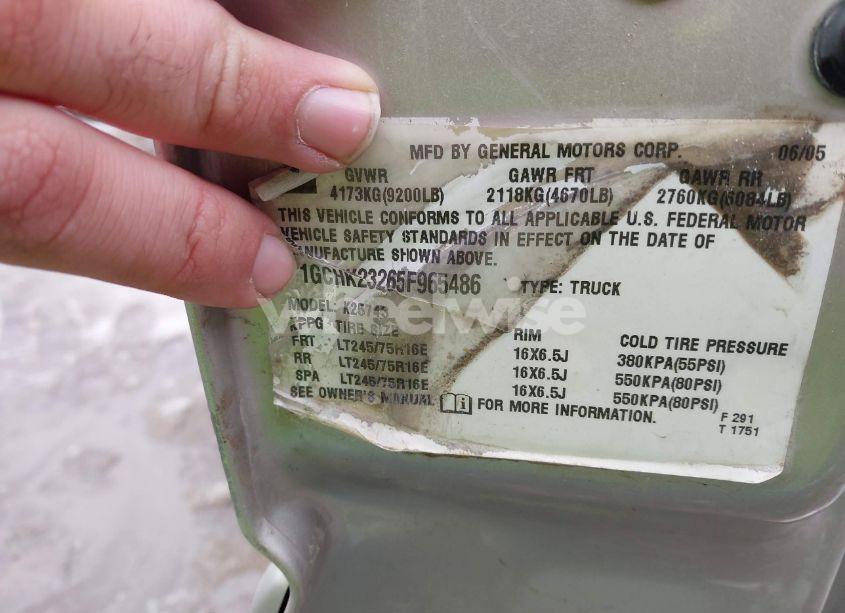 MFD BY GENERAL MOTORS CORP. 06/05
GVWR GAWR FRT GAWR RR
4173KG(9200LB) 2118KG(4670LB) 2760KG(6084LB)
THIS VEHICLE CONFORMS TO ALL APPLICABLE U.S. FEDERAL MOTOR
VEHICLE SAFETY STANDARDS IN EFFECT ON THE DATE OF
MANUFACTURE SHOWN ABOVE.
1GCHK23265F965486 TYPE: TRUCK
MODEL:
KPPG TIRE SIZE RIM COLD TIRE PRESSURE
FRT LT245/75R16E 16X6.5J 380KPA(55PSI)
RR LT245/75R16E 16X6.5J 550KPA(80PSI)
SPA LT245/75R16E 16X6.5J 550KPA(80PSI)
SEE OWNER'S MANUAL FOR MORE INFORMATION.
F 291
T 1751
wheelwise